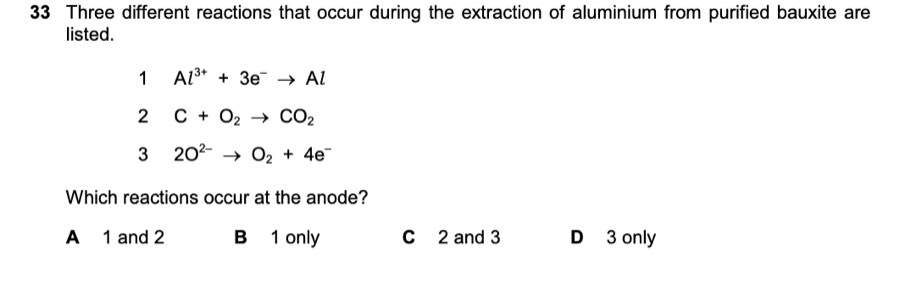 33 Three different reactions that occur during the extraction of aluminium from purified bauxite are
listed.
1 Al³⁺ + 3e⁻ → Al
2 C + O₂ → CO₂
3 2O²⁻ → O₂ + 4e⁻
Which reactions occur at the anode?
A 1 and 2 B 1 only C 2 and 3 D 3 only